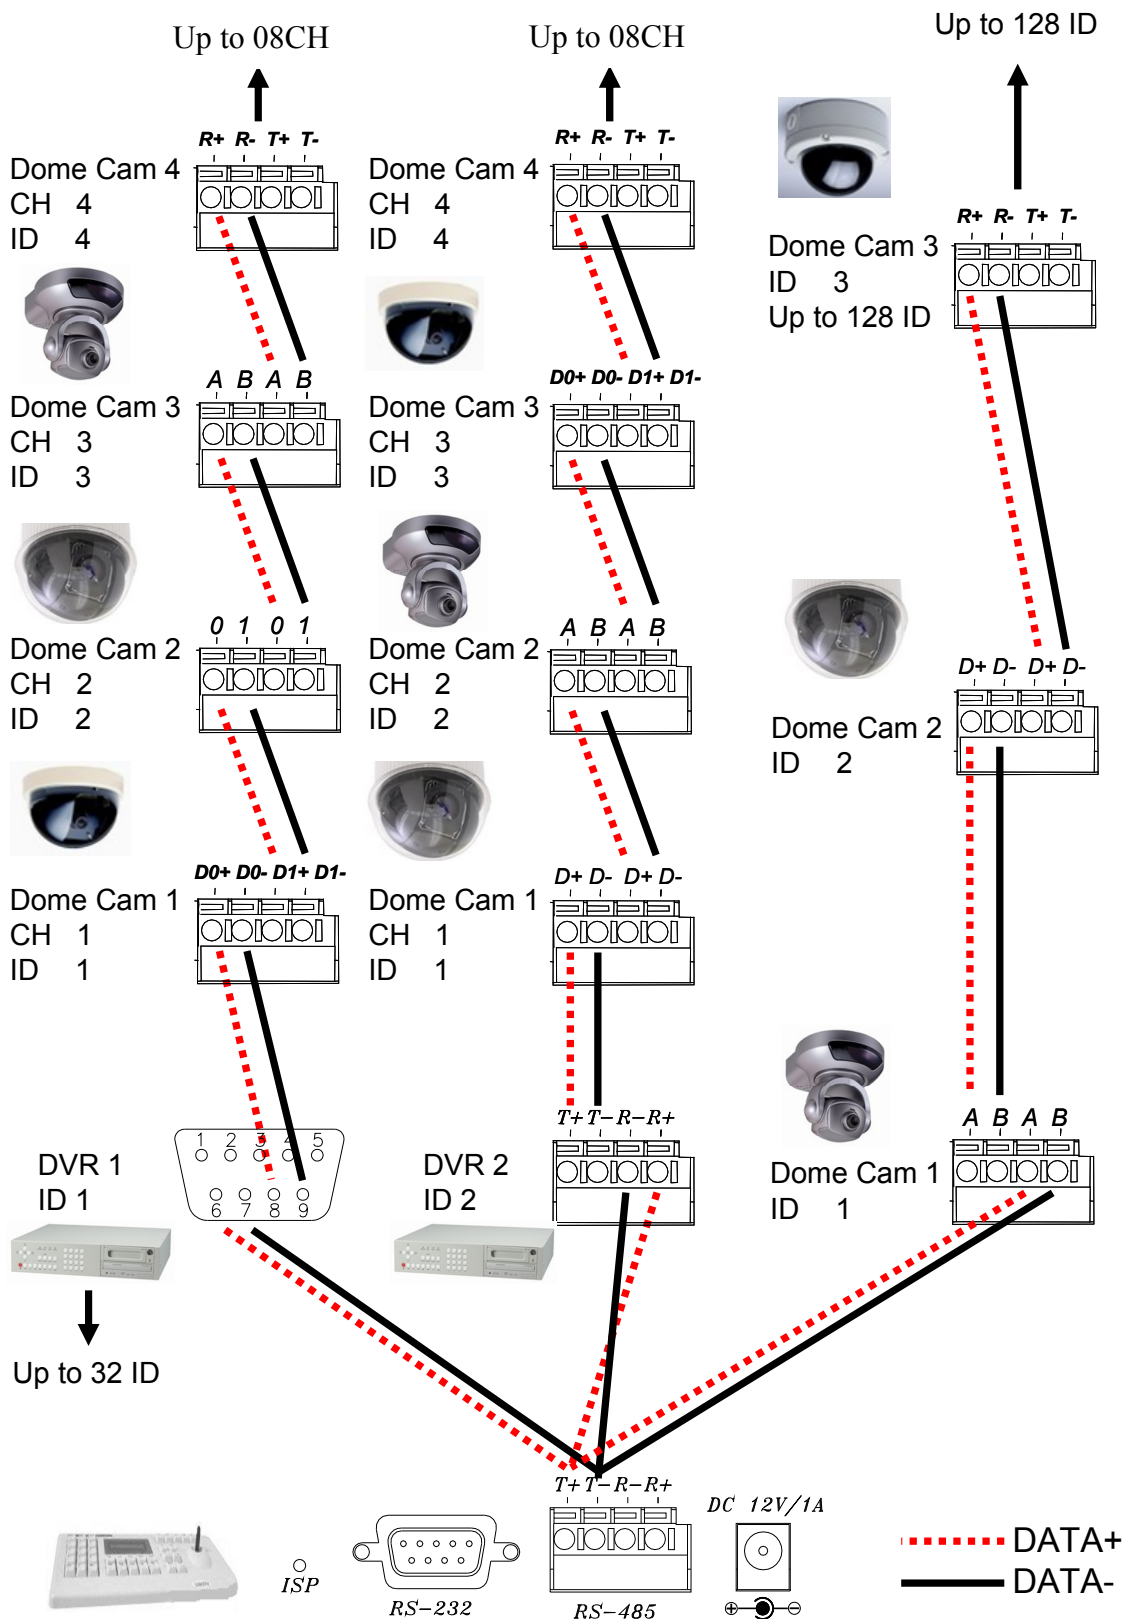 Up to 08CH
Up to 08CH
Up to 128 ID
R+ R- T+ T-
Dome Cam 4
CH 4
ID 4
R+ R- T+ T-
Dome Cam 4
CH 4
ID 4
R+ R- T+ T-
Dome Cam 3
ID 3
Up to 128 ID
A B A B
Dome Cam 3
CH 3
ID 3
D0+ D0- D1+ D1-
Dome Cam 3
CH 3
ID 3
0 1 0 1
Dome Cam 2
CH 2
ID 2
A B A B
Dome Cam 2
CH 2
ID 2
D+ D- D+ D-
Dome Cam 2
ID 2
D0+ D0- D1+ D1-
Dome Cam 1
CH 1
ID 1
D+ D- D+ D-
Dome Cam 1
CH 1
ID 1
A B A B
Dome Cam 1
ID 1
DVR 1
ID 1
1 2 3 4 5
6 7 8 9
T+ T- R- R+
DVR 2
ID 2
Up to 32 ID
T+ T- R- R+
ISP
RS-232
RS-485
DC 12V/1A
DATA+
DATA-